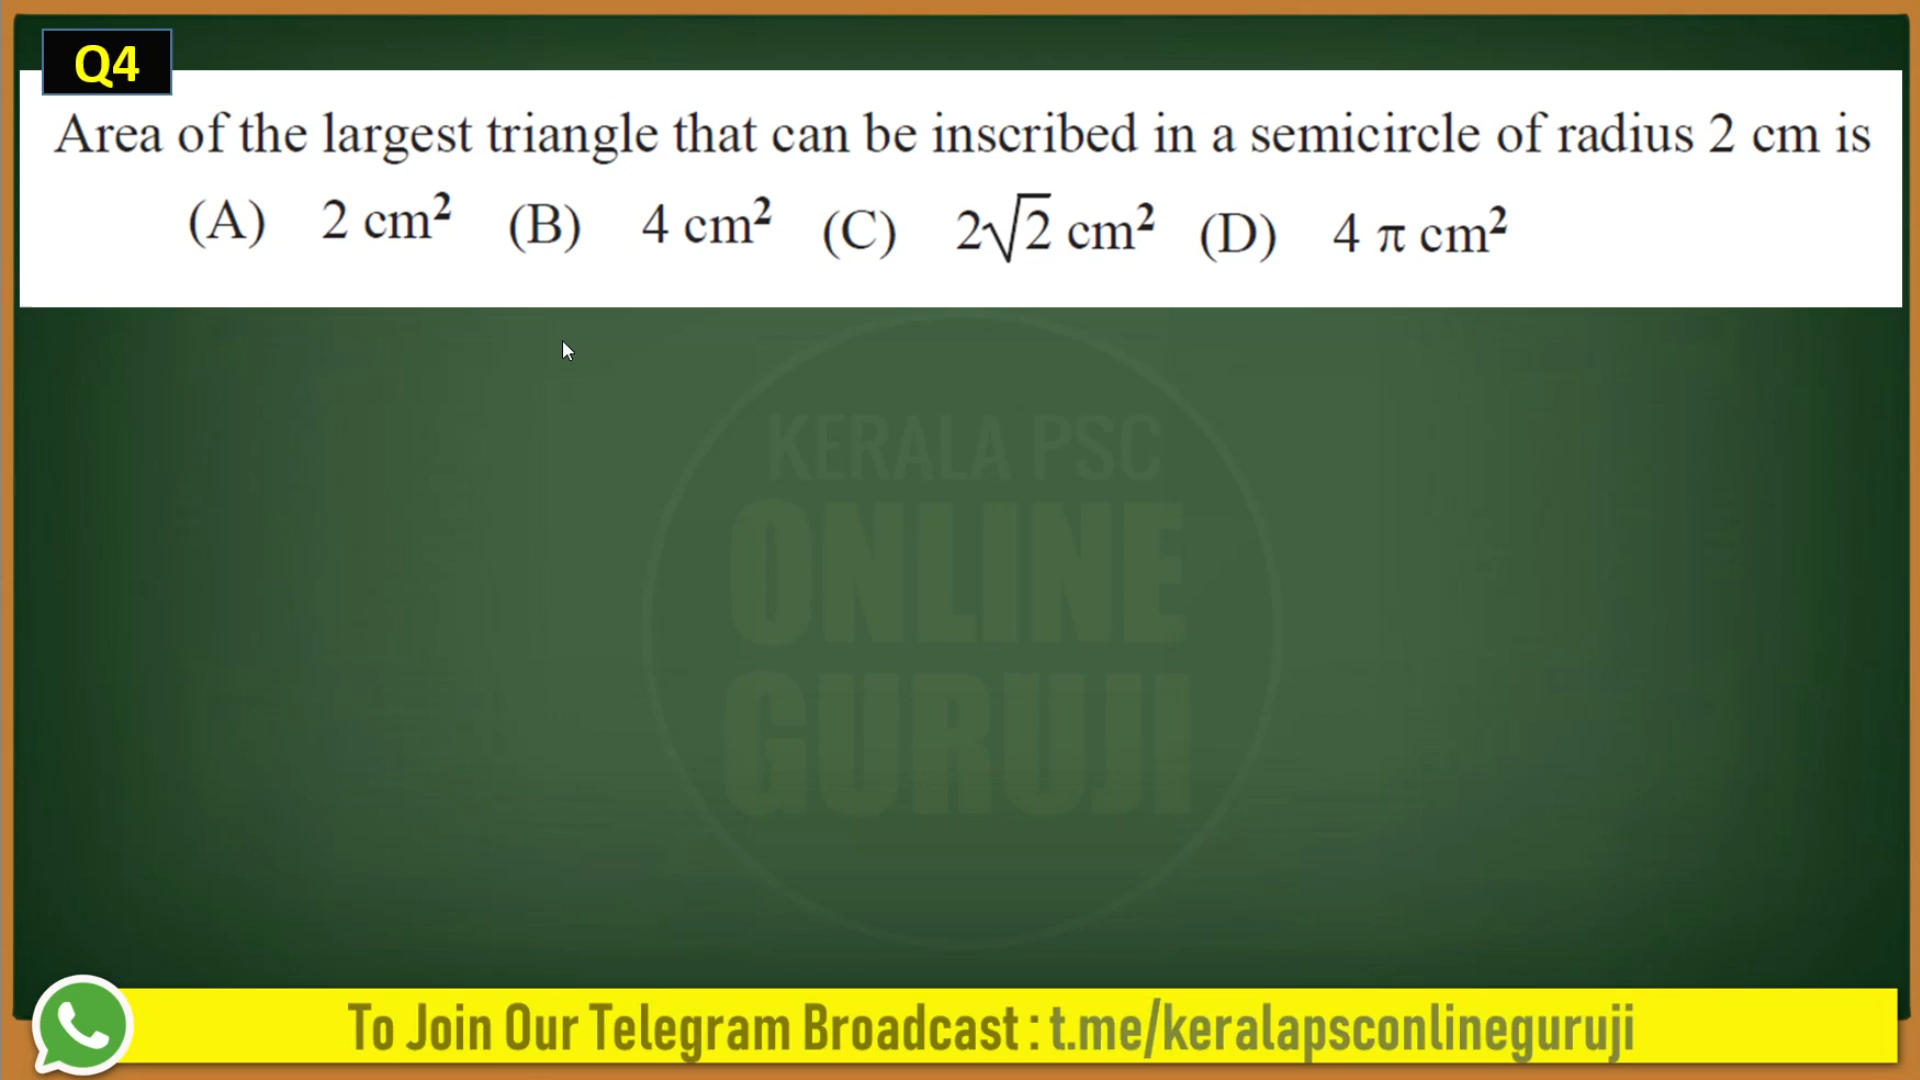 Q4
Area of the largest triangle that can be inscribed in a semicircle of radius 2 cm is
(A) 2 cm² (B) 4 cm² (C) 2√2 cm² (D) 4 π cm²
KERALA PSC
ONLINE
GURUJI
To Join Our Telegram Broadcast : t.me/keralapsconlineguruji